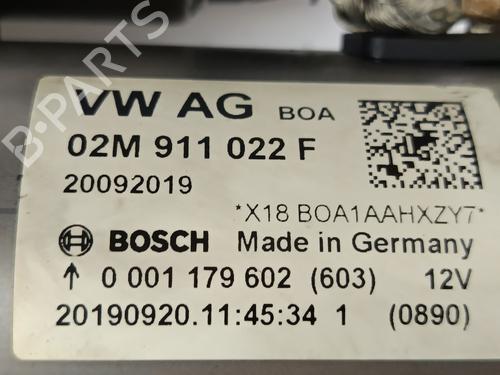 VW AG BOA
02M 911 022 F
20092019
*X18 BOA1AAHXZY7*
BOSCH Made in Germany
↑ 0 001 179 602 (603) 12V
20190920.11:45:34 1 (0890)
B-PARTS